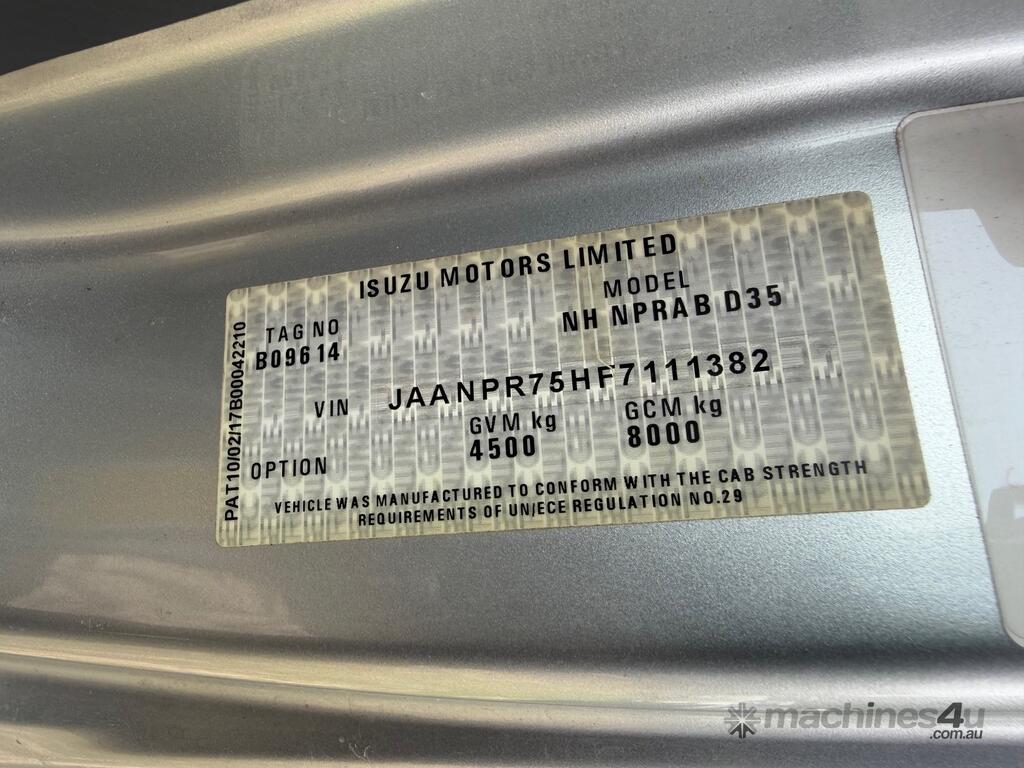 ISUZU MOTORS LIMITED
TAG NO
B09614
MODEL
NH NPRAB D35
VIN JAANPR75HF7111382
GVM kg
4500
GCM kg
8000
OPTION
VEHICLE WAS MANUFACTURED TO CONFORM WITH THE CAB STRENGTH
REQUIREMENTS OF UN/ECE REGULATION NO.29
PAT10/02/17B00042210
machines4u
.com.au